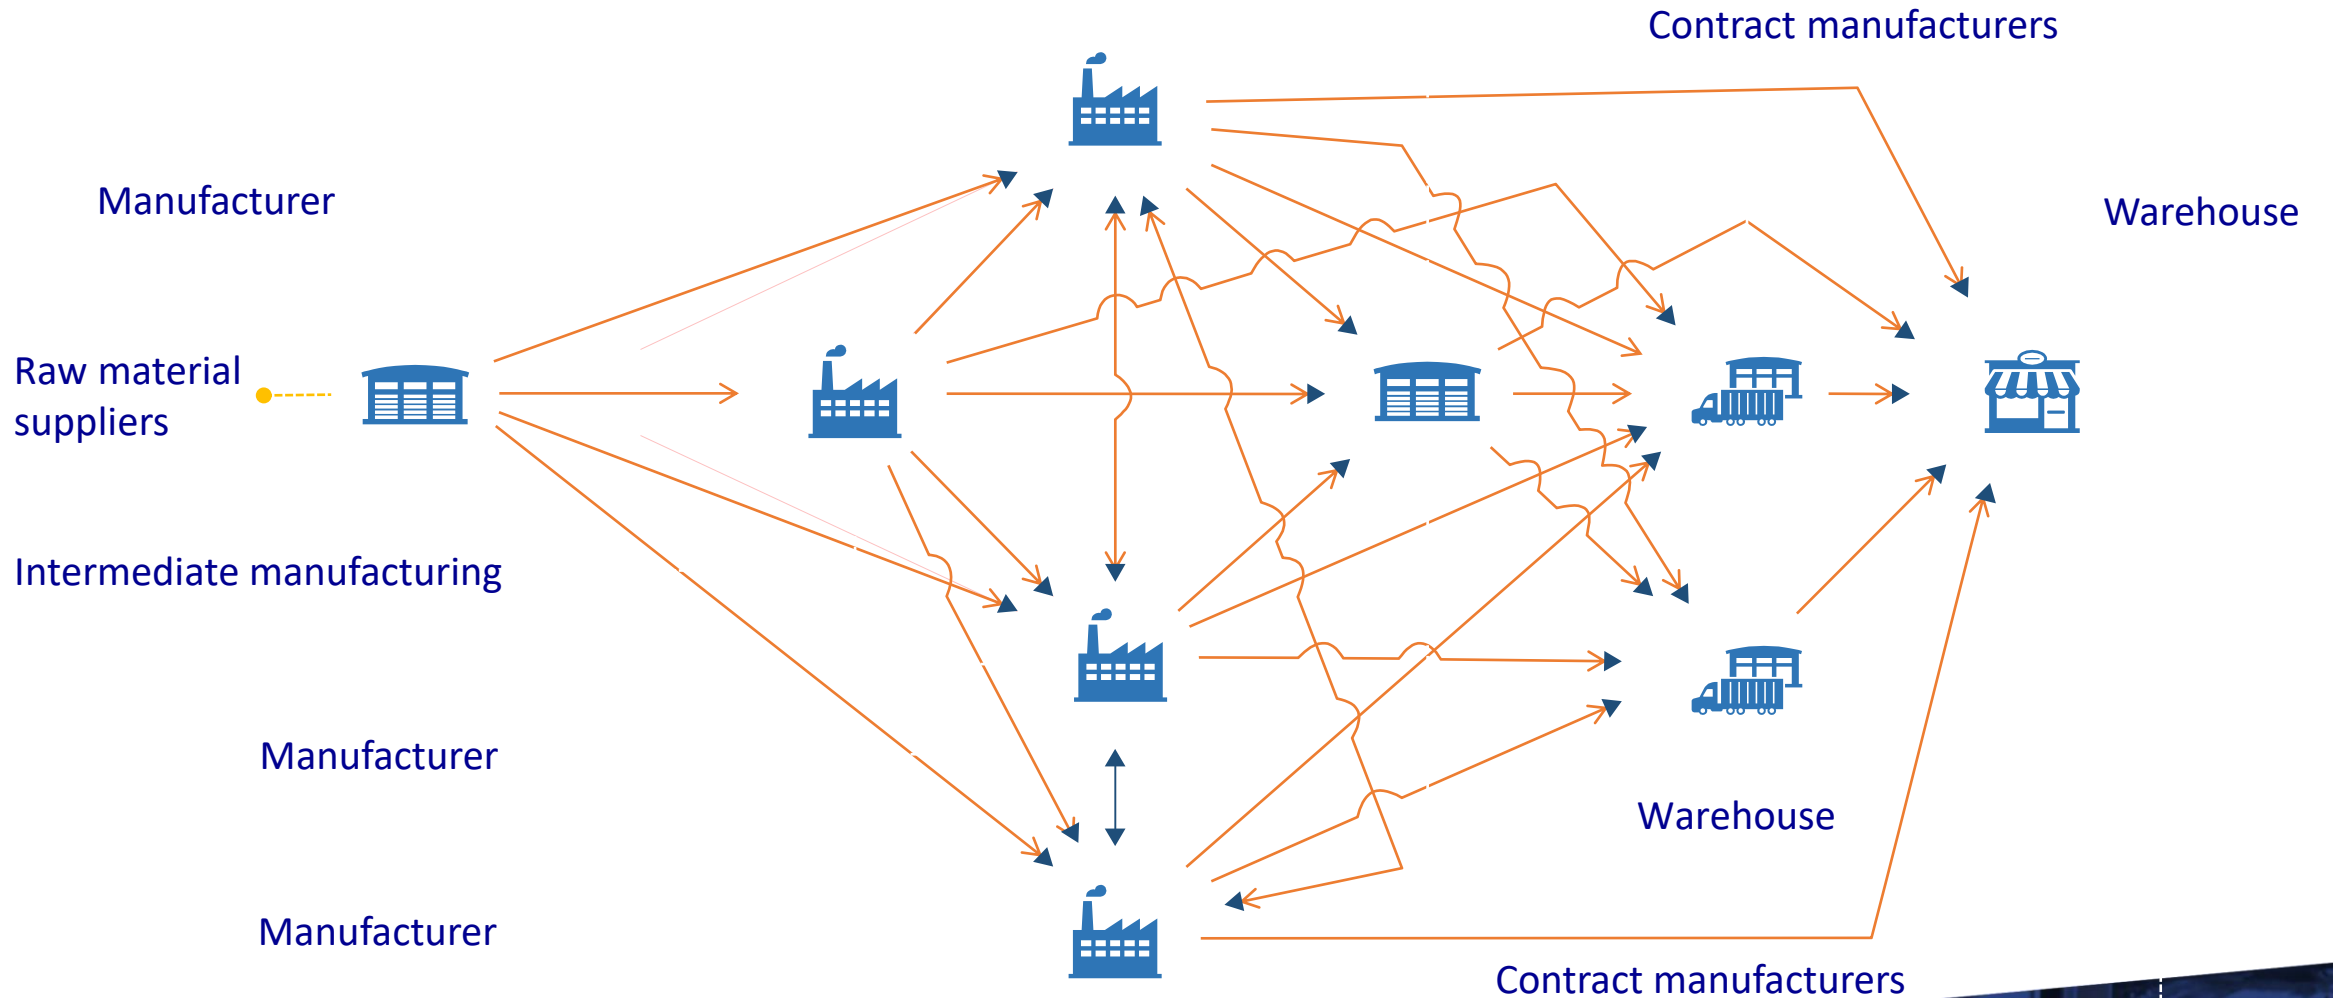 Contract manufacturers
Manufacturer
Warehouse
Raw material
suppliers
Intermediate manufacturing
Manufacturer
Warehouse
Manufacturer
Contract manufacturers